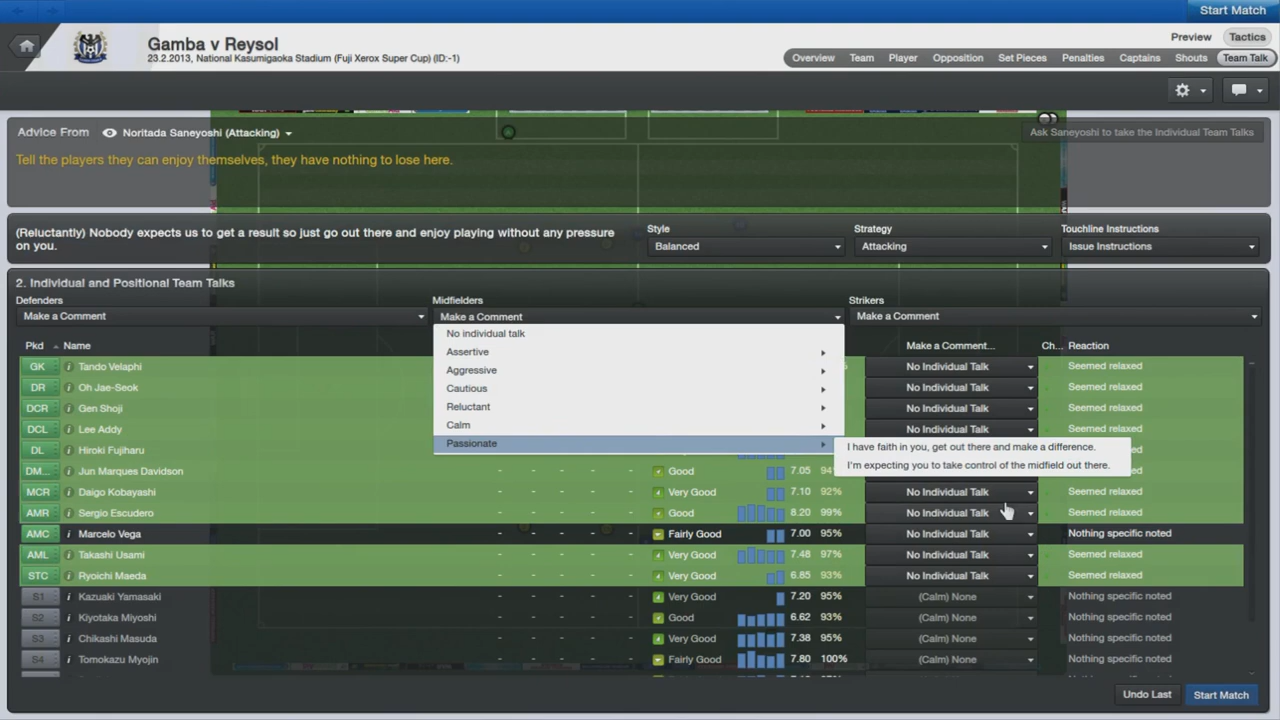 Start Match
Gamba v Reysol
23.2.2013, National Kasumigaoka Stadium (Fuji Xerox Super Cup) (ID:-1)
Preview Tactics
Overview Team Player Opposition Set Pieces Penalties Captains Shouts Team Talk
Advice From Noritada Saneyoshi (Attacking)
Ask Saneyoshi to take the Individual Team Talks
Tell the players they can enjoy themselves, they have nothing to lose here.
(Reluctantly) Nobody expects us to get a result so just go out there and enjoy playing without any pressure
on you.
Style Strategy Touchline Instructions
Balanced Attacking Issue Instructions
2. Individual and Positional Team Talks
Defenders Midfielders Strikers
Make a Comment Make a Comment Make a Comment
No individual talk
Assertive
Aggressive
Cautious
Reluctant
Calm
Passionate
I have faith in you, get out there and make a difference.
I'm expecting you to take control of the midfield out there.
Pkd Name Make a Comment... Ch... Reaction
GK i Tando Velaphi No Individual Talk Seemed relaxed
DR i Oh Jae-Seok No Individual Talk Seemed relaxed
DCR i Gen Shoji No Individual Talk Seemed relaxed
DCL i Lee Addy No Individual Talk Seemed relaxed
DL i Hiroki Fujiharu
DM... i Jun Marques Davidson - - - - - Good 7.05 94%
MCR i Daigo Kobayashi - - - - - Very Good 7.10 92% No Individual Talk Seemed relaxed
AMR i Sergio Escudero - - - - - Good 8.20 99% No Individual Talk Seemed relaxed
AMC i Marcelo Vega - - - - - Fairly Good 7.00 95% No Individual Talk Nothing specific noted
AML i Takashi Usami - - - - - Very Good 7.48 97% No Individual Talk Seemed relaxed
STC i Ryoichi Maeda - - - - - Very Good 6.85 93% No Individual Talk Seemed relaxed
S1 i Kazuki Yamasaki - - - - - Very Good 7.20 95% (Calm) None Nothing specific noted
S2 i Kiyotaka Miyoshi - - - - - Good 6.62 93% (Calm) None Nothing specific noted
S3 i Chikashi Masuda - - - - - Very Good 7.38 95% (Calm) None Nothing specific noted
S4 i Tomokazu Myojin - - - - - Fairly Good 7.80 100% (Calm) None Nothing specific noted
Undo Last Start Match